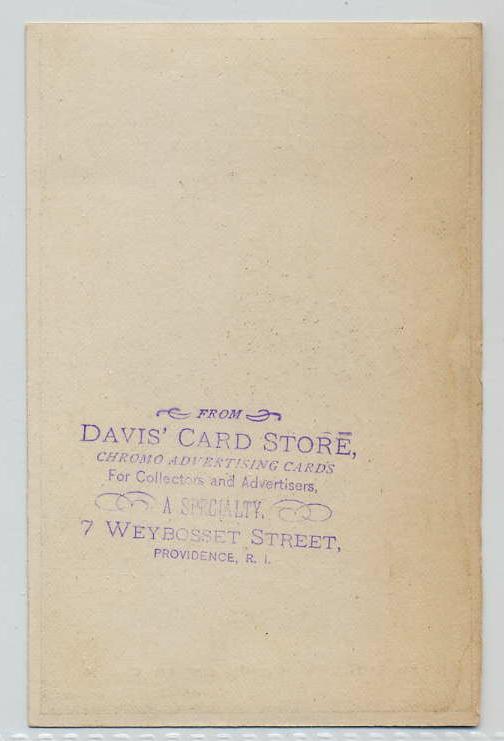 FROM
DAVIS' CARD STORE,
CHROMO ADVERTISING CARDS
For Collectors and Advertisers,
A SPECIALTY.
7 WEYBOSSET STREET,
PROVIDENCE, R. I.